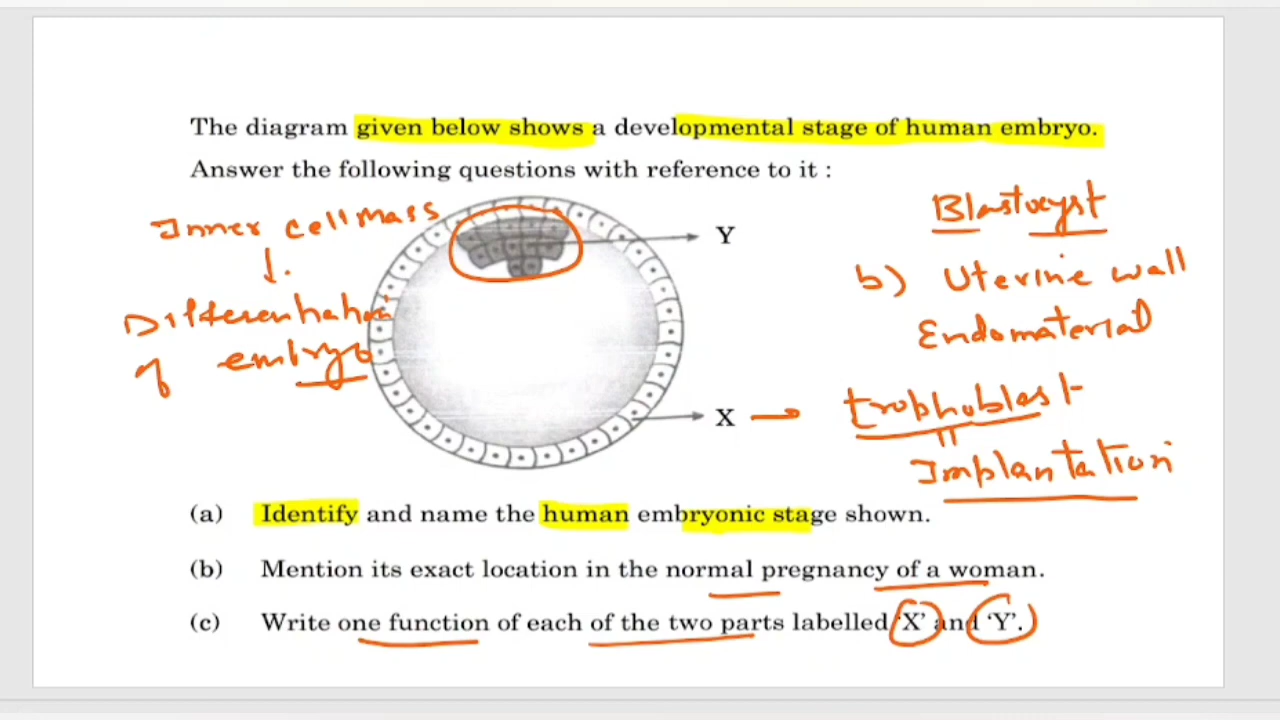 The diagram given below shows a developmental stage of human embryo.
Answer the following questions with reference to it :
Inner cell mass
Differentiation
of embryo
Y
X
Blastocyst
b) Uterine wall
Endomaterial
trophoblast
Implantation
(a) Identify and name the human embryonic stage shown.
(b) Mention its exact location in the normal pregnancy of a woman.
(c) Write one function of each of the two parts labelled ‘X’ and ‘Y’.